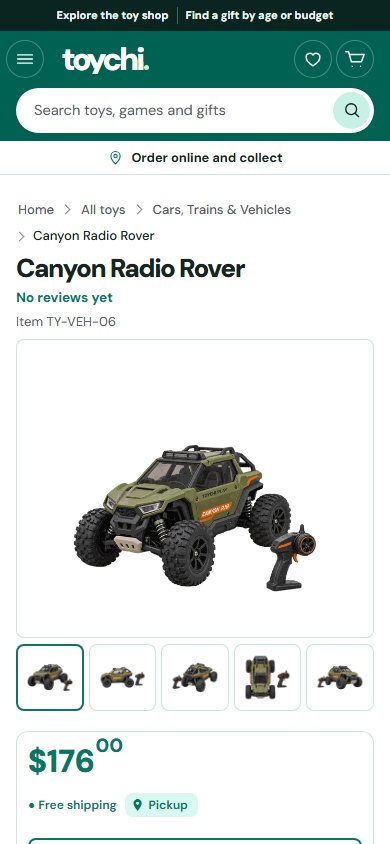 Explore the toy shop
Find a gift by age or budget
toychi.
Search toys, games and gifts
Order online and collect
Home > All toys > Cars, Trains & Vehicles
> Canyon Radio Rover
Canyon Radio Rover
No reviews yet
Item TY-VEH-06
$176.00
• Free shipping
Pickup